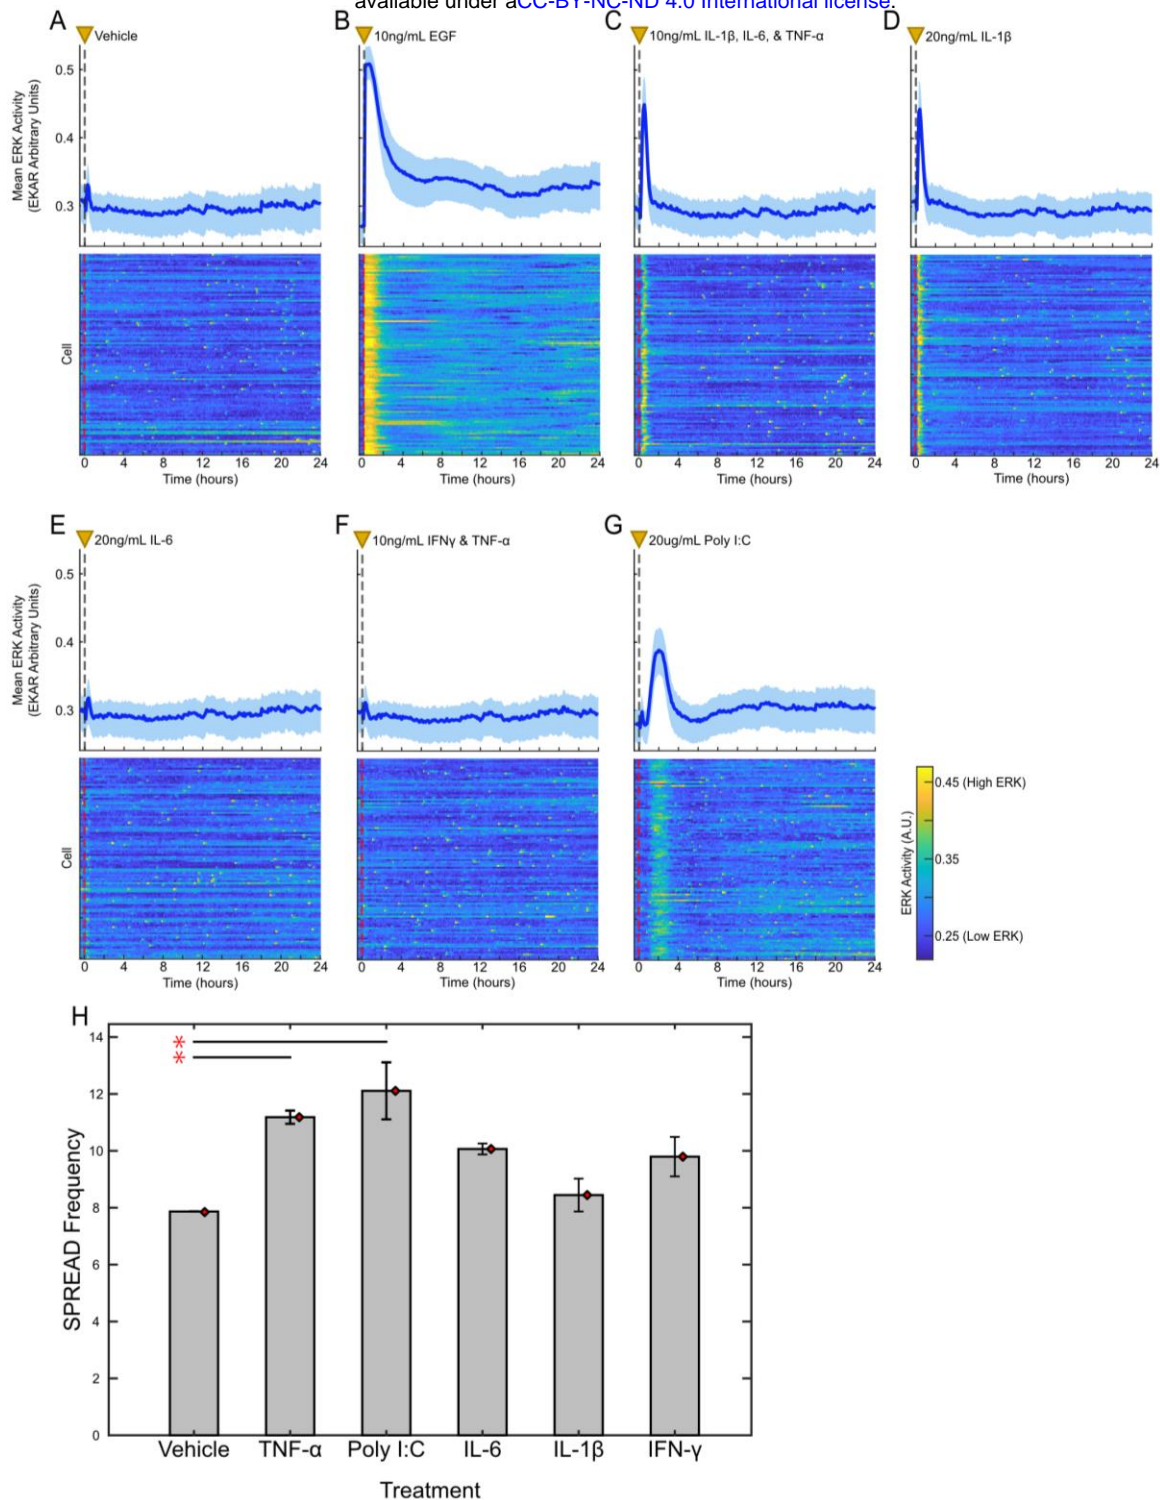 available under aCC-BY-NC-ND 4.0 International license.
A Vehicle
B 10ng/mL EGF
C 10ng/mL IL-1β, IL-6, & TNF-α
D 20ng/mL IL-1β
Mean ERK Activity
(EKAR Arbitrary Units)
0.5
0.4
0.3
Cell
0 4 8 12 16 20 24
Time (hours)
0 4 8 12 16 20 24
Time (hours)
0 4 8 12 16 20 24
Time (hours)
0 4 8 12 16 20 24
Time (hours)
E 20ng/mL IL-6
F 10ng/mL IFNγ & TNF-α
G 20ug/mL Poly I:C
Mean ERK Activity
(EKAR Arbitrary Units)
0.5
0.4
0.3
Cell
0 4 8 12 16 20 24
Time (hours)
0 4 8 12 16 20 24
Time (hours)
0 4 8 12 16 20 24
Time (hours)
ERK Activity (A.U.)
0.45 (High ERK)
0.35
0.25 (Low ERK)
H
SPREAD Frequency
14
12
10
8
6
4
2
0
*
*
Vehicle TNF-α Poly I:C IL-6 IL-1β IFN-γ
Treatment